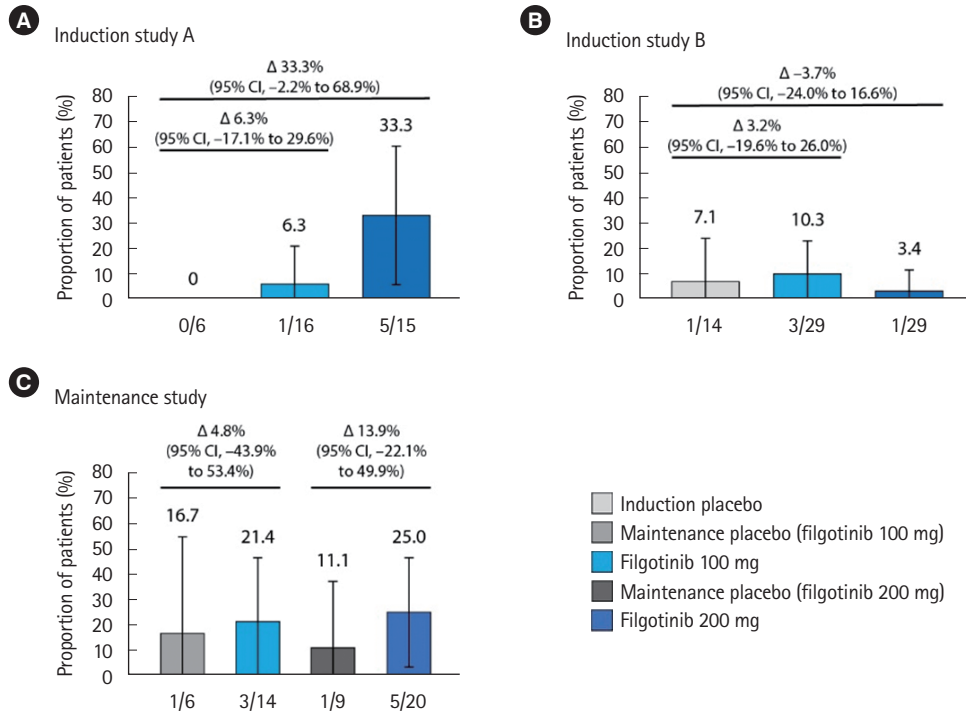 A
Induction study A
Δ 33.3%
(95% CI, –2.2% to 68.9%)
Δ 6.3%
(95% CI, –17.1% to 29.6%)
Proportion of patients (%)
80
70
60
50
40
30
20
10
0
0
6.3
33.3
0/6
1/16
5/15
B
Induction study B
Δ –3.7%
(95% CI, –24.0% to 16.6%)
Δ 3.2%
(95% CI, –19.6% to 26.0%)
Proportion of patients (%)
80
70
60
50
40
30
20
10
0
7.1
10.3
3.4
1/14
3/29
1/29
C
Maintenance study
Δ 4.8%
(95% CI, –43.9%
to 53.4%)
Δ 13.9%
(95% CI, –22.1%
to 49.9%)
Proportion of patients (%)
80
70
60
50
40
30
20
10
0
16.7
21.4
11.1
25.0
1/6
3/14
1/9
5/20
Induction placebo
Maintenance placebo (filgotinib 100 mg)
Filgotinib 100 mg
Maintenance placebo (filgotinib 200 mg)
Filgotinib 200 mg